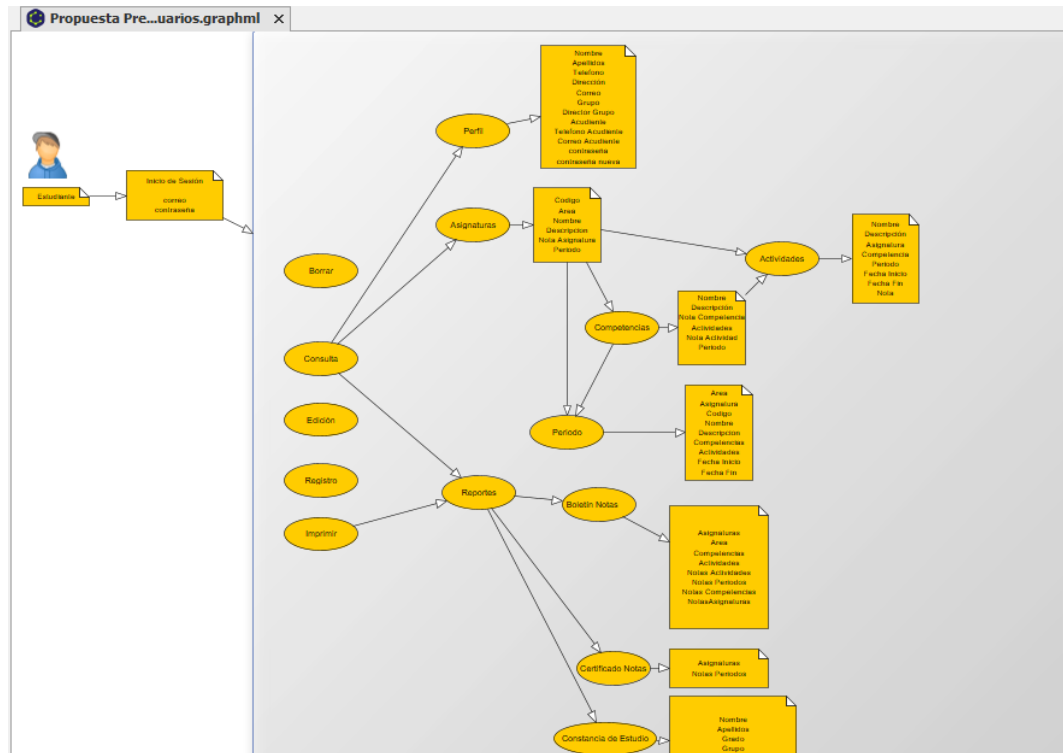 Propuesta Pre...uarios.graphml
Estudiante
Inicio de Sesión
correo
contraseña
Borrar
Consulta
Edición
Registro
Imprimir
Perfil
Nombre
Apellidos
Telefono
Dirección
Correo
Grupo
Director Grupo
Acudiente
Telefono Acudiente
Correo Acudiente
contraseña
contraseña nueva
Asignaturas
Codigo
Area
Nombre
Descripcion
Nota Asignatura
Periodo
Actividades
Nombre
Descripción
Asignatura
Competencia
Periodo
Fecha Inicio
Fecha Fin
Nota
Competencias
Nombre
Descripción
Nota Competencia
Actividades
Nota Actividad
Periodo
Periodo
Area
Asignatura
Codigo
Nombre
Descripción
Competencias
Actividades
Fecha Inicio
Fecha Fin
Reportes
Boletín Notas
Asignaturas
Area
Competencias
Actividades
Notas Actividades
Notas Periodos
Notas Competencias
NotasAsignaturas
Certificado Notas
Asignaturas
Notas Periodos
Constancia de Estudio
Nombre
Apellidos
Grado
Grupo